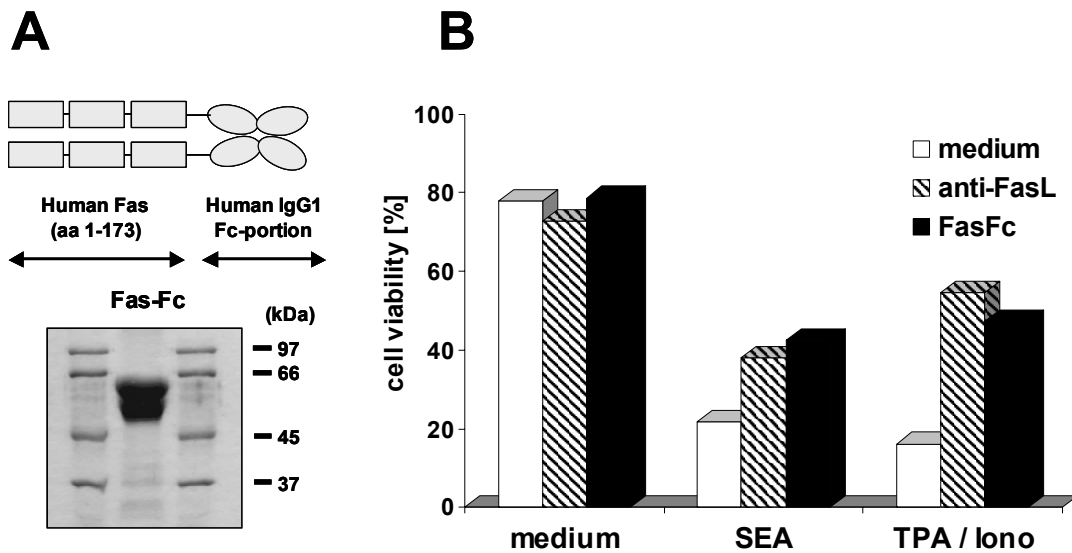 A
Human Fas
(aa 1-173)
Human IgG1
Fc-portion
Fas-Fc
(kDa)
97
66
45
37
B
cell viability [%]
100
80
60
40
20
0
medium
anti-FasL
FasFc
medium
SEA
TPA / Iono